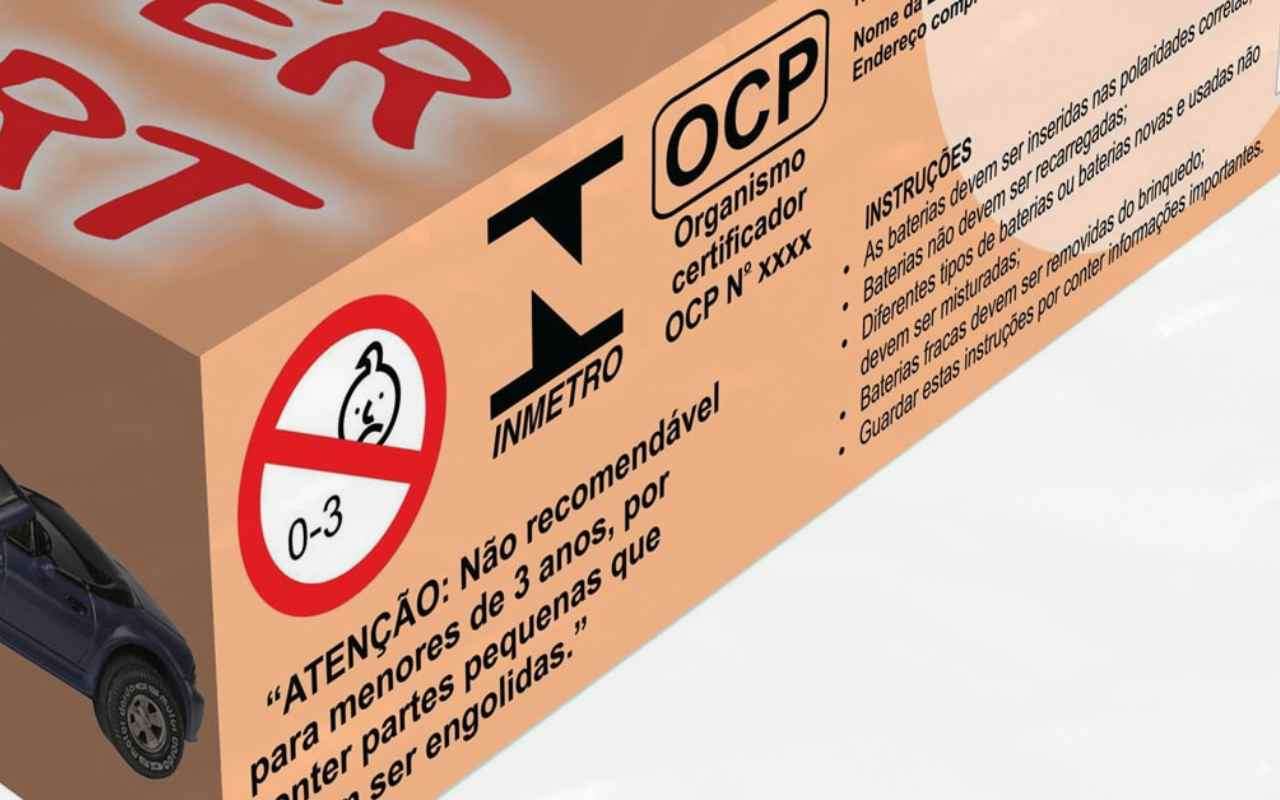 ER
RT
0-3
INMETRO
OCP
Organismo
certificador
OCP Nº xxxx
“ATENÇÃO: Não recomendável
para menores de 3 anos, por
conter partes pequenas que
ser engolidas.”
Nome da
Endereço
INSTRUÇÕES
• As baterias devem ser inseridas nas polaridades corretas;
• Baterias não devem ser recarregadas;
• Diferentes tipos de baterias ou baterias novas e usadas não
devem ser misturadas;
• Baterias fracas devem ser removidas do brinquedo;
• Guardar estas instruções por conter informações importantes.